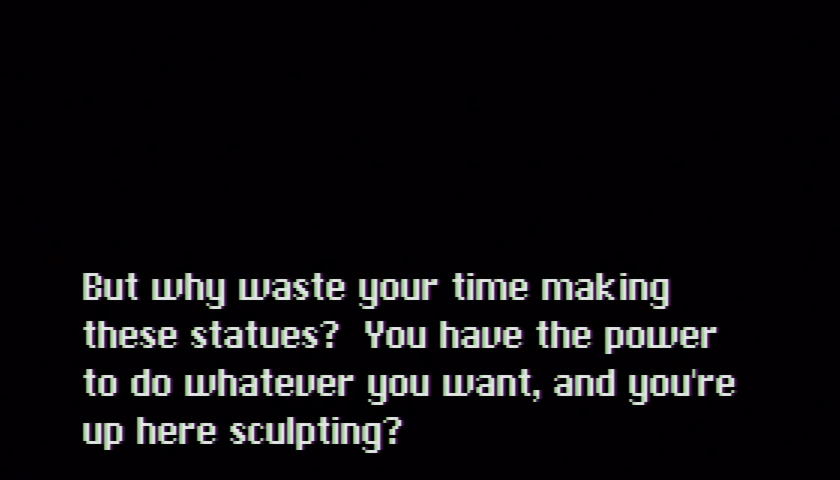 But why waste your time making
these statues?  You have the power
to do whatever you want, and you're
up here sculpting?